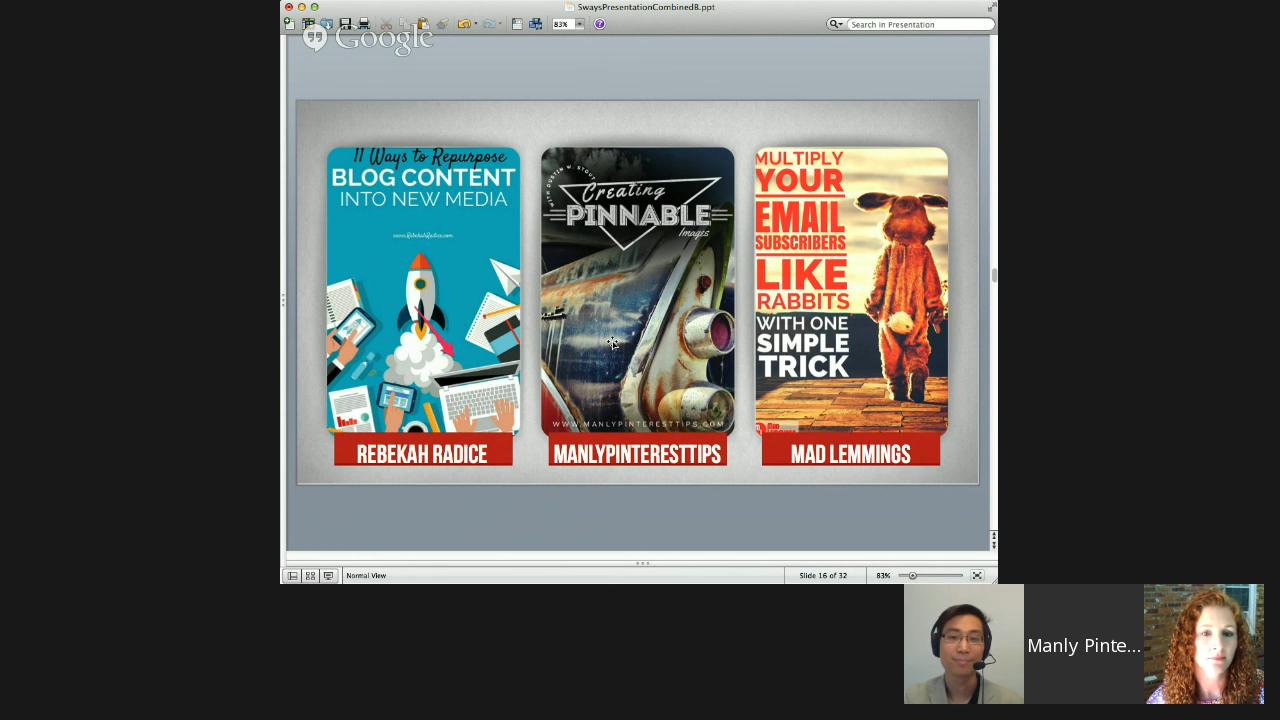 SwaysPresentationCombined8.ppt
83%
Search in Presentation
Google
11 Ways to Repurpose
BLOG CONTENT
INTO NEW MEDIA
www.RebekahRadice.com
REBEKAH RADICE
WITH DUSTIN W. STOUT
Creating
PINNABLE
Images
WWW.MANLYPINTERESTTIPS.COM
MANLYPINTERESTTIPS
MULTIPLY
YOUR
EMAIL
SUBSCRIBERS
LIKE
RABBITS
WITH ONE
SIMPLE
TRICK
MAD LEMMINGS
Normal View
Slide 16 of 32
83%
Manly Pinte...